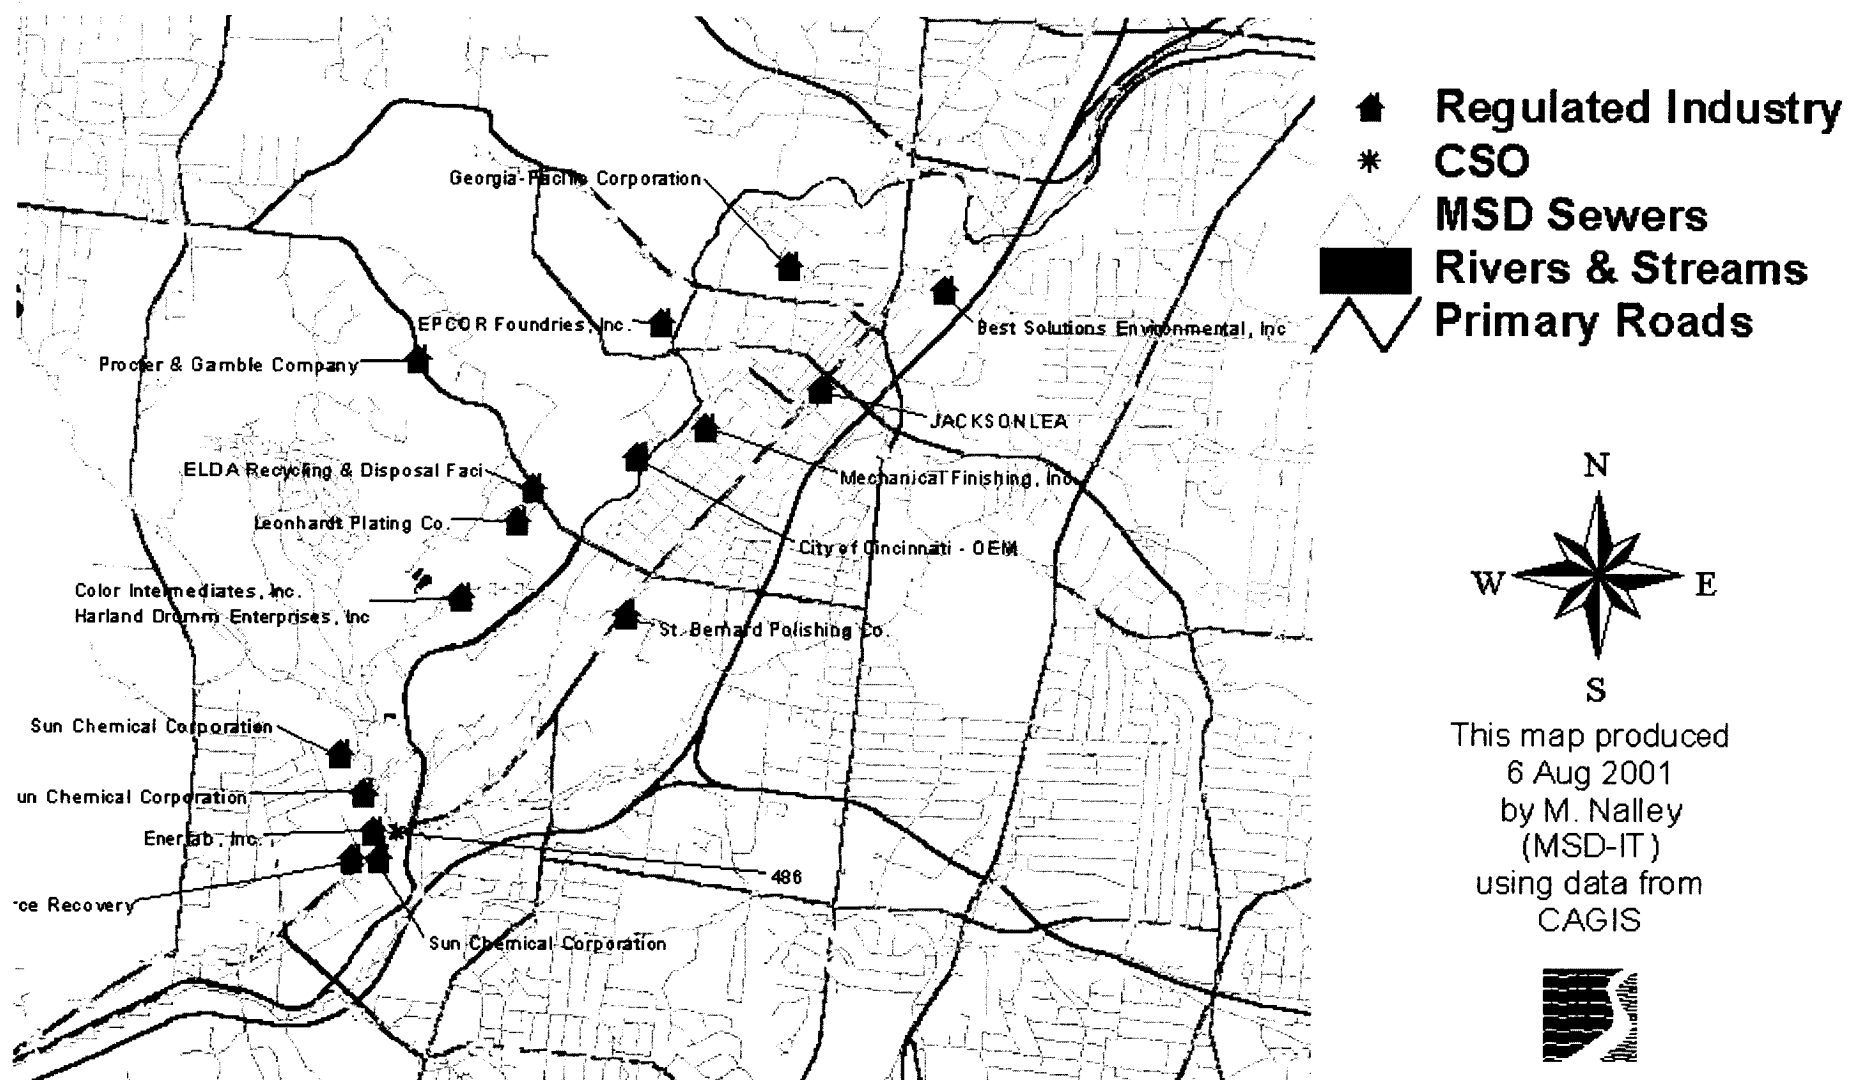 Regulated Industry
CSO
MSD Sewers
Rivers & Streams
Primary Roads
Georgia-Pacific Corporation
EPCOR Foundries, Inc.
Best Solutions Environmental, Inc
Procter & Gamble Company
JACKSONLEA
ELDA Recycling & Disposal Faci
Mechanical Finishing, Inc
Leonhardt Plating Co.
City of Cincinnati - OEM
Color Intermediates, Inc.
Harland Drumm Enterprises, Inc
St. Bernard Polishing Co.
Sun Chemical Corporation
un Chemical Corporation
Enerfab, Inc.
486
ce Recovery
Sun Chemical Corporation
N
W E
S
This map produced
6 Aug 2001
by M. Nalley
(MSD-IT)
using data from
CAGIS